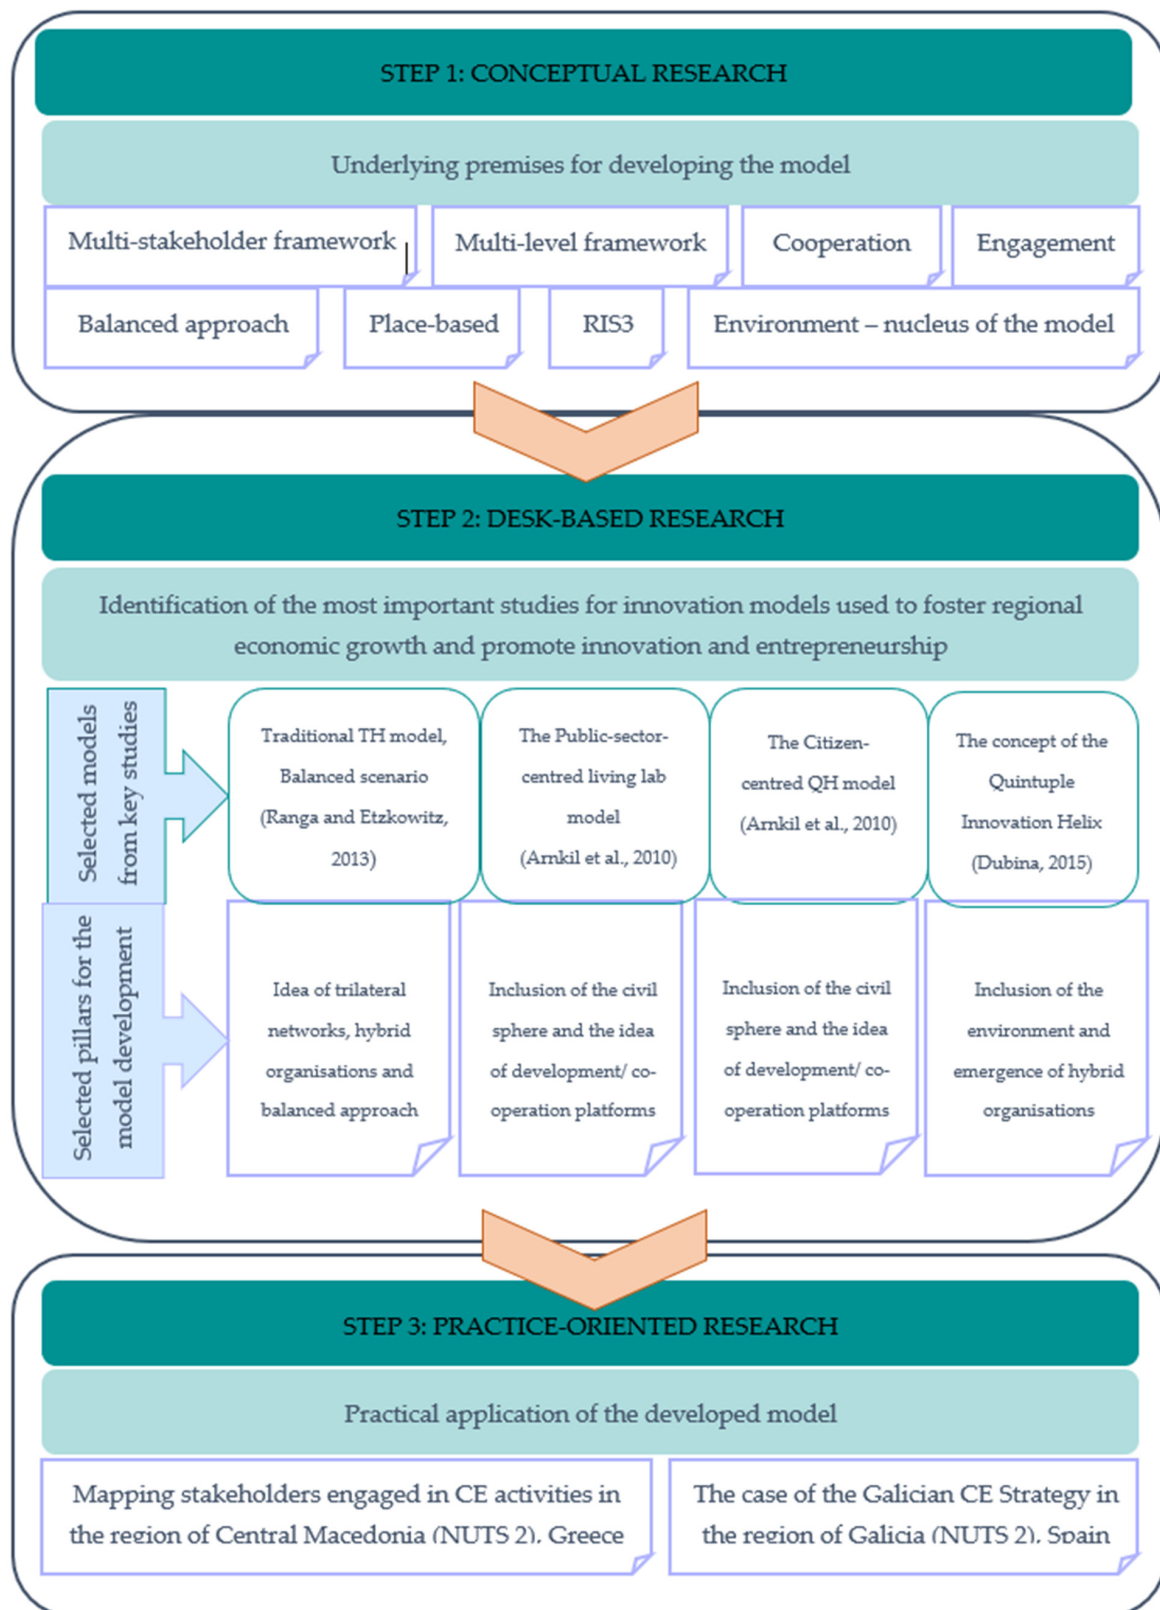 STEP 1: CONCEPTUAL RESEARCH
Underlying premises for developing the model
Multi-stakeholder framework
Multi-level framework
Cooperation
Engagement
Balanced approach
Place-based
RIS3
Environment – nucleus of the model
STEP 2: DESK-BASED RESEARCH
Identification of the most important studies for innovation models used to foster regional
economic growth and promote innovation and entrepreneurship
Selected models
from key studies
Traditional TH model,
Balanced scenario
(Ranga and Etzkowitz,
2013)
The Public-sector-
centred living lab
model
(Arnkil et al., 2010)
The Citizen-
centred QH model
(Arnkil et al., 2010)
The concept of the
Quintuple
Innovation Helix
(Dubina, 2015)
Selected pillars for the
model development
Idea of trilateral
networks, hybrid
organisations and
balanced approach
Inclusion of the civil
sphere and the idea
of development/ co-
operation platforms
Inclusion of the civil
sphere and the idea
of development/ co-
operation platforms
Inclusion of the
environment and
emergence of hybrid
organisations
STEP 3: PRACTICE-ORIENTED RESEARCH
Practical application of the developed model
Mapping stakeholders engaged in CE activities in
the region of Central Macedonia (NUTS 2), Greece
The case of the Galician CE Strategy in
the region of Galicia (NUTS 2), Spain